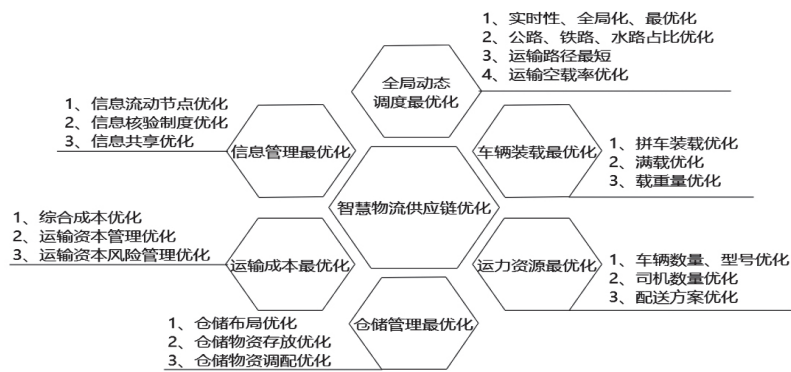 1、实时性、全局化、最优化
2、公路、铁路、水路占比优化
3、运输路径最短
4、运输空载率优化
全局动态
调度最优化
1、信息流动节点优化
2、信息核验制度优化
3、信息共享优化
信息管理最优化
车辆装载最优化
1、拼车装载优化
2、满载优化
3、载重量优化
智慧物流供应链优化
1、综合成本优化
2、运输资本管理优化
3、运输资本风险管理优化
运输成本最优化
运力资源最优化
1、车辆数量、型号优化
2、司机数量优化
3、配送方案优化
仓储管理最优化
1、仓储布局优化
2、仓储物资存放优化
3、仓储物资调配优化